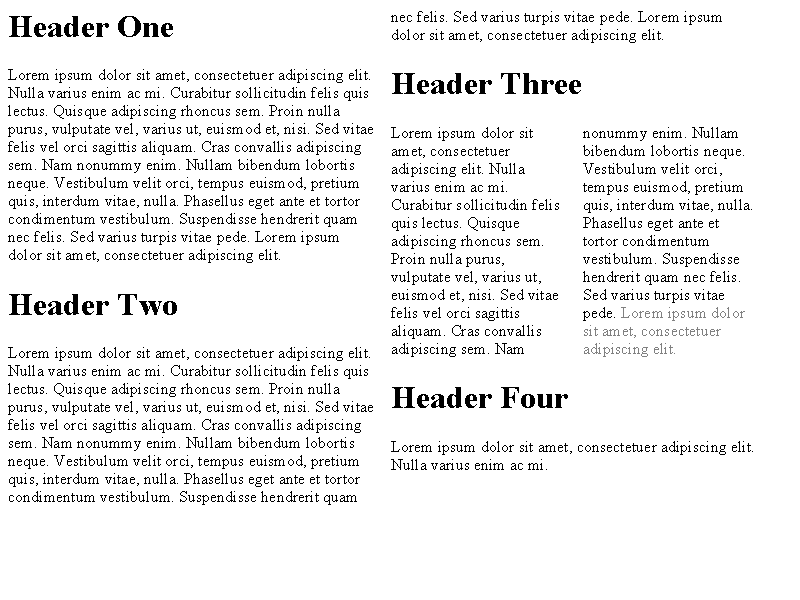 Header One
Lorem ipsum dolor sit amet, consectetuer adipiscing elit.
Nulla varius enim ac mi. Curabitur sollicitudin felis quis
lectus. Quisque adipiscing rhoncus sem. Proin nulla
purus, vulputate vel, varius ut, euismod et, nisi. Sed vitae
felis vel orci sagittis aliquam. Cras convallis adipiscing
sem. Nam nonummy enim. Nullam bibendum lobortis
neque. Vestibulum velit orci, tempus euismod, pretium
quis, interdum vitae, nulla. Phasellus eget ante et tortor
condimentum vestibulum. Suspendisse hendrerit quam
nec felis. Sed varius turpis vitae pede. Lorem ipsum
dolor sit amet, consectetuer adipiscing elit.
Header Two
Lorem ipsum dolor sit amet, consectetuer adipiscing elit.
Nulla varius enim ac mi. Curabitur sollicitudin felis quis
lectus. Quisque adipiscing rhoncus sem. Proin nulla
purus, vulputate vel, varius ut, euismod et, nisi. Sed vitae
felis vel orci sagittis aliquam. Cras convallis adipiscing
sem. Nam nonummy enim. Nullam bibendum lobortis
neque. Vestibulum velit orci, tempus euismod, pretium
quis, interdum vitae, nulla. Phasellus eget ante et tortor
condimentum vestibulum. Suspendisse hendrerit quam
nec felis. Sed varius turpis vitae pede. Lorem ipsum
dolor sit amet, consectetuer adipiscing elit.
Header Three
Lorem ipsum dolor sit
amet, consectetuer
adipiscing elit. Nulla
varius enim ac mi.
Curabitur sollicitudin felis
quis lectus. Quisque
adipiscing rhoncus sem.
Proin nulla purus,
vulputate vel, varius ut,
euismod et, nisi. Sed vitae
felis vel orci sagittis
aliquam. Cras convallis
adipiscing sem. Nam
nonummy enim. Nullam
bibendum lobortis neque.
Vestibulum velit orci,
tempus euismod, pretium
quis, interdum vitae, nulla.
Phasellus eget ante et
tortor condimentum
vestibulum. Suspendisse
hendrerit quam nec felis.
Sed varius turpis vitae
pede. Lorem ipsum dolor
sit amet, consectetuer
adipiscing elit.
Header Four
Lorem ipsum dolor sit amet, consectetuer adipiscing elit.
Nulla varius enim ac mi.